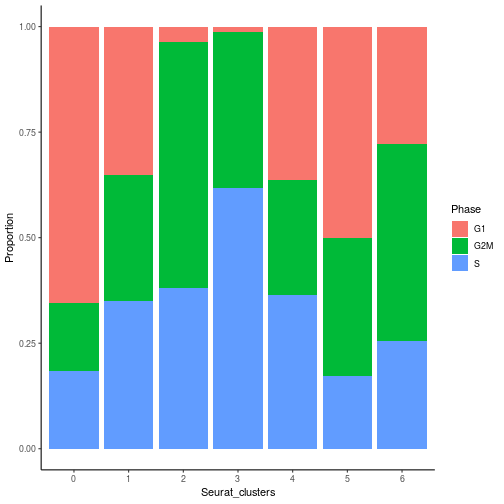 1.00
0.75
0.50
0.25
0.00
Proportion
0 1 2 3 4 5 6
Seurat_clusters
Phase
G1
G2M
S